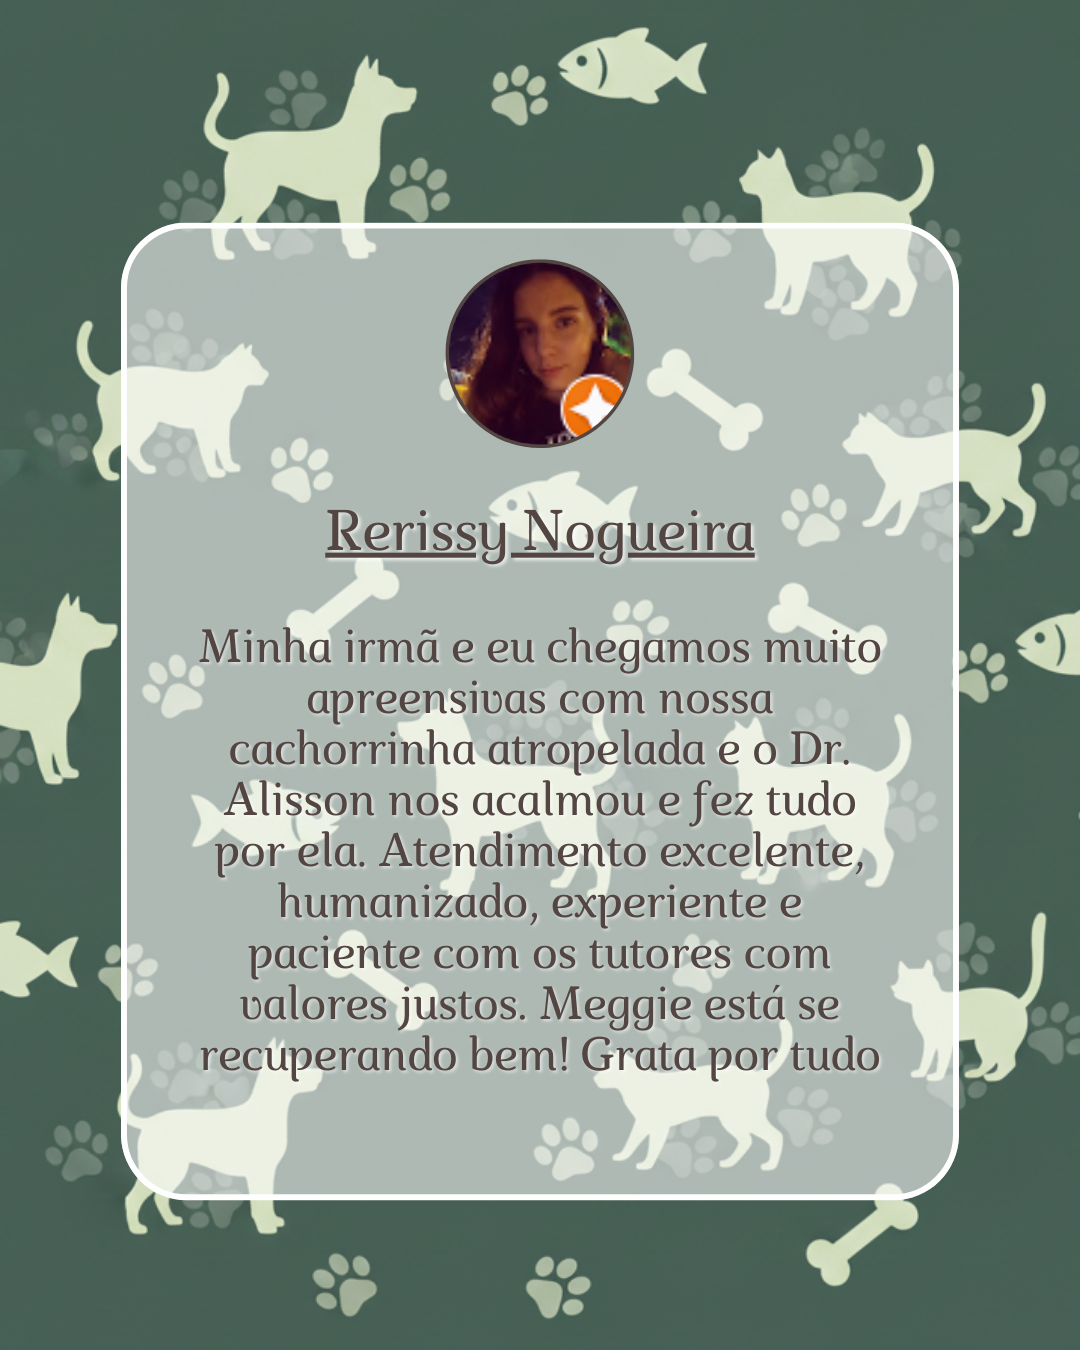 Rerissy Nogueira
Minha irmã e eu chegamos muito
apreensivas com nossa
cachorrinha atropelada e o Dr.
Alisson nos acalmou e fez tudo
por ela. Atendimento excelente,
humanizado, experiente e
paciente com os tutores com
valores justos. Meggie está se
recuperando bem! Grata por tudo